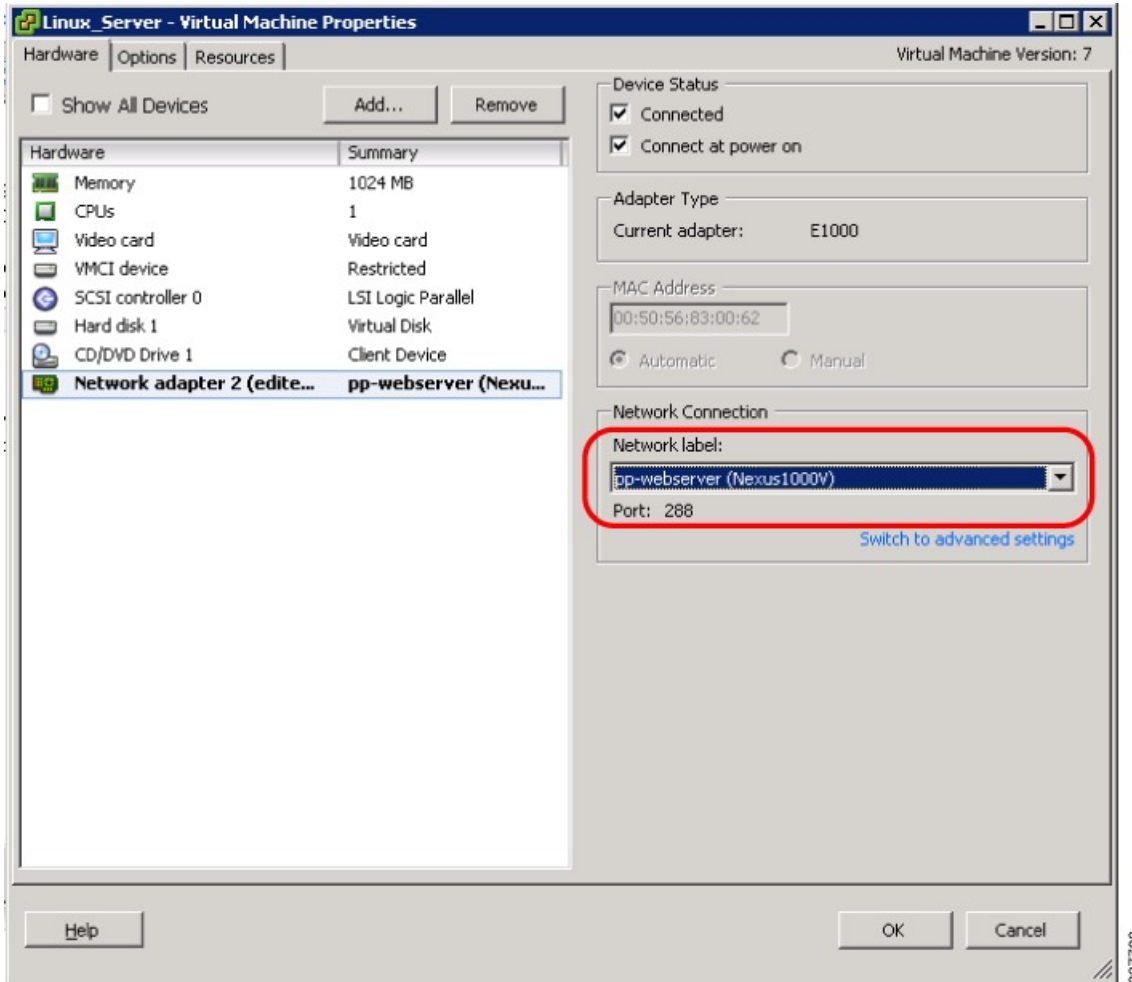 Linux_Server - Virtual Machine Properties
Hardware Options Resources Virtual Machine Version: 7
Show All Devices Add... Remove
Hardware Summary
Memory 1024 MB
CPUs 1
Video card Video card
VMCI device Restricted
SCSI controller 0 LSI Logic Parallel
Hard disk 1 Virtual Disk
CD/DVD Drive 1 Client Device
Network adapter 2 (edite... pp-webserver (Nexu...
Device Status
Connected
Connect at power on
Adapter Type
Current adapter: E1000
MAC Address
00:50:56:83:00:62
Automatic Manual
Network Connection
Network label:
pp-webserver (Nexus1000V)
Port: 288
Switch to advanced settings
Help OK Cancel